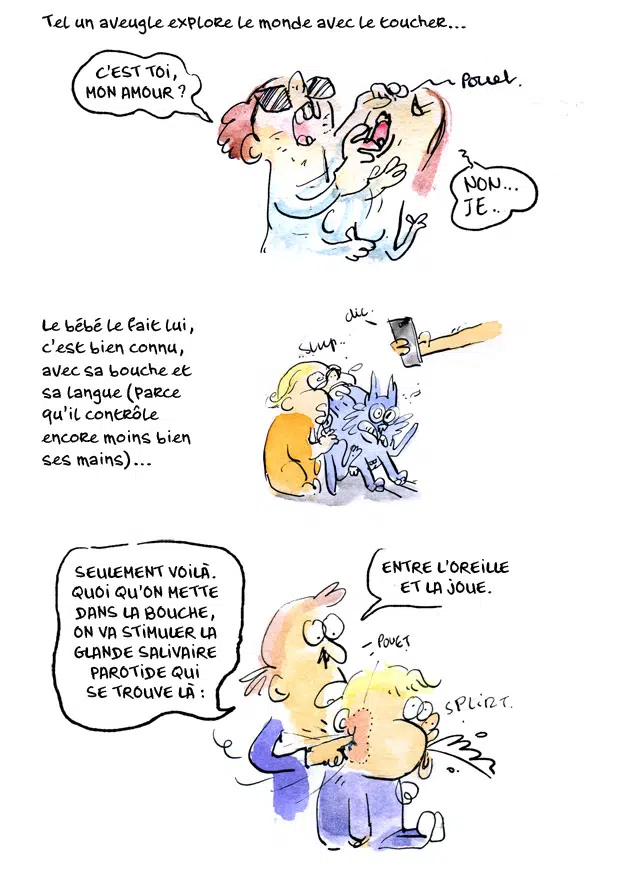 Tel un aveugle explore le monde avec le toucher...
C'EST TOI,
MON AMOUR ?
Pouet.
NON...
JE..
Le bébé le fait lui,
c'est bien connu,
avec sa bouche et
sa langue (parce
qu'il contrôle
encore moins bien
ses mains)...
clic.
Slurp..
SEULEMENT VOILÀ.
QUOI QU'ON METTE
DANS LA BOUCHE,
ON VA STIMULER LA
GLANDE SALIVAIRE
PAROTIDE QUI
SE TROUVE LÀ :
ENTRE L'OREILLE
ET LA JOUE.
POUET
SPLIRT.